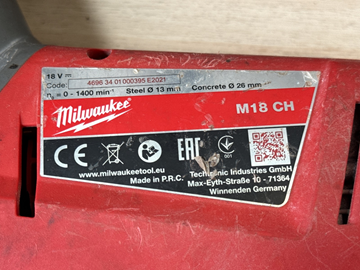 18 V
Code: 4696 34 01 000395 E2021
n₀ = 0 - 1400 min⁻¹ Steel Ø 13 mm Concrete Ø 26 mm
Milwaukee
M18 CH
CE EAC 001
www.milwaukeetool.eu
Made in P.R.C.
Techtronic Industries GmbH
Max-Eyth-Straße 10 - 71364
Winnenden Germany